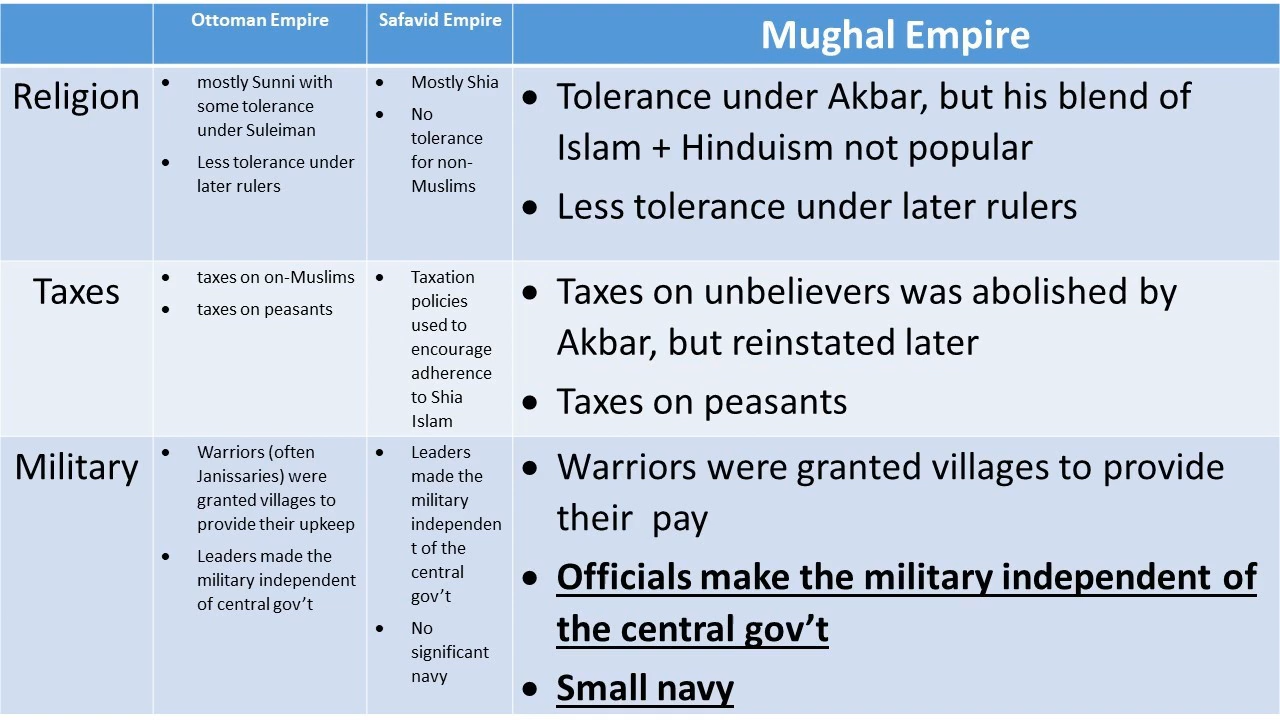 Ottoman Empire
Safavid Empire
Mughal Empire
Religion
• mostly Sunni with
some tolerance
under Suleiman
• Less tolerance under
later rulers
• Mostly Shia
• No
tolerance
for non-
Muslims
• Tolerance under Akbar, but his blend of
Islam + Hinduism not popular
• Less tolerance under later rulers
Taxes
• taxes on on-Muslims
• taxes on peasants
• Taxation
policies
used to
encourage
adherence
to Shia
Islam
• Taxes on unbelievers was abolished by
Akbar, but reinstated later
• Taxes on peasants
Military
• Warriors (often
Janissaries) were
granted villages to
provide their upkeep
• Leaders made the
military independent
of central gov’t
• Leaders
made the
military
independen
t of the
central
gov’t
• No
significant
navy
• Warriors were granted villages to provide
their pay
• Officials make the military independent of
the central gov’t
• Small navy